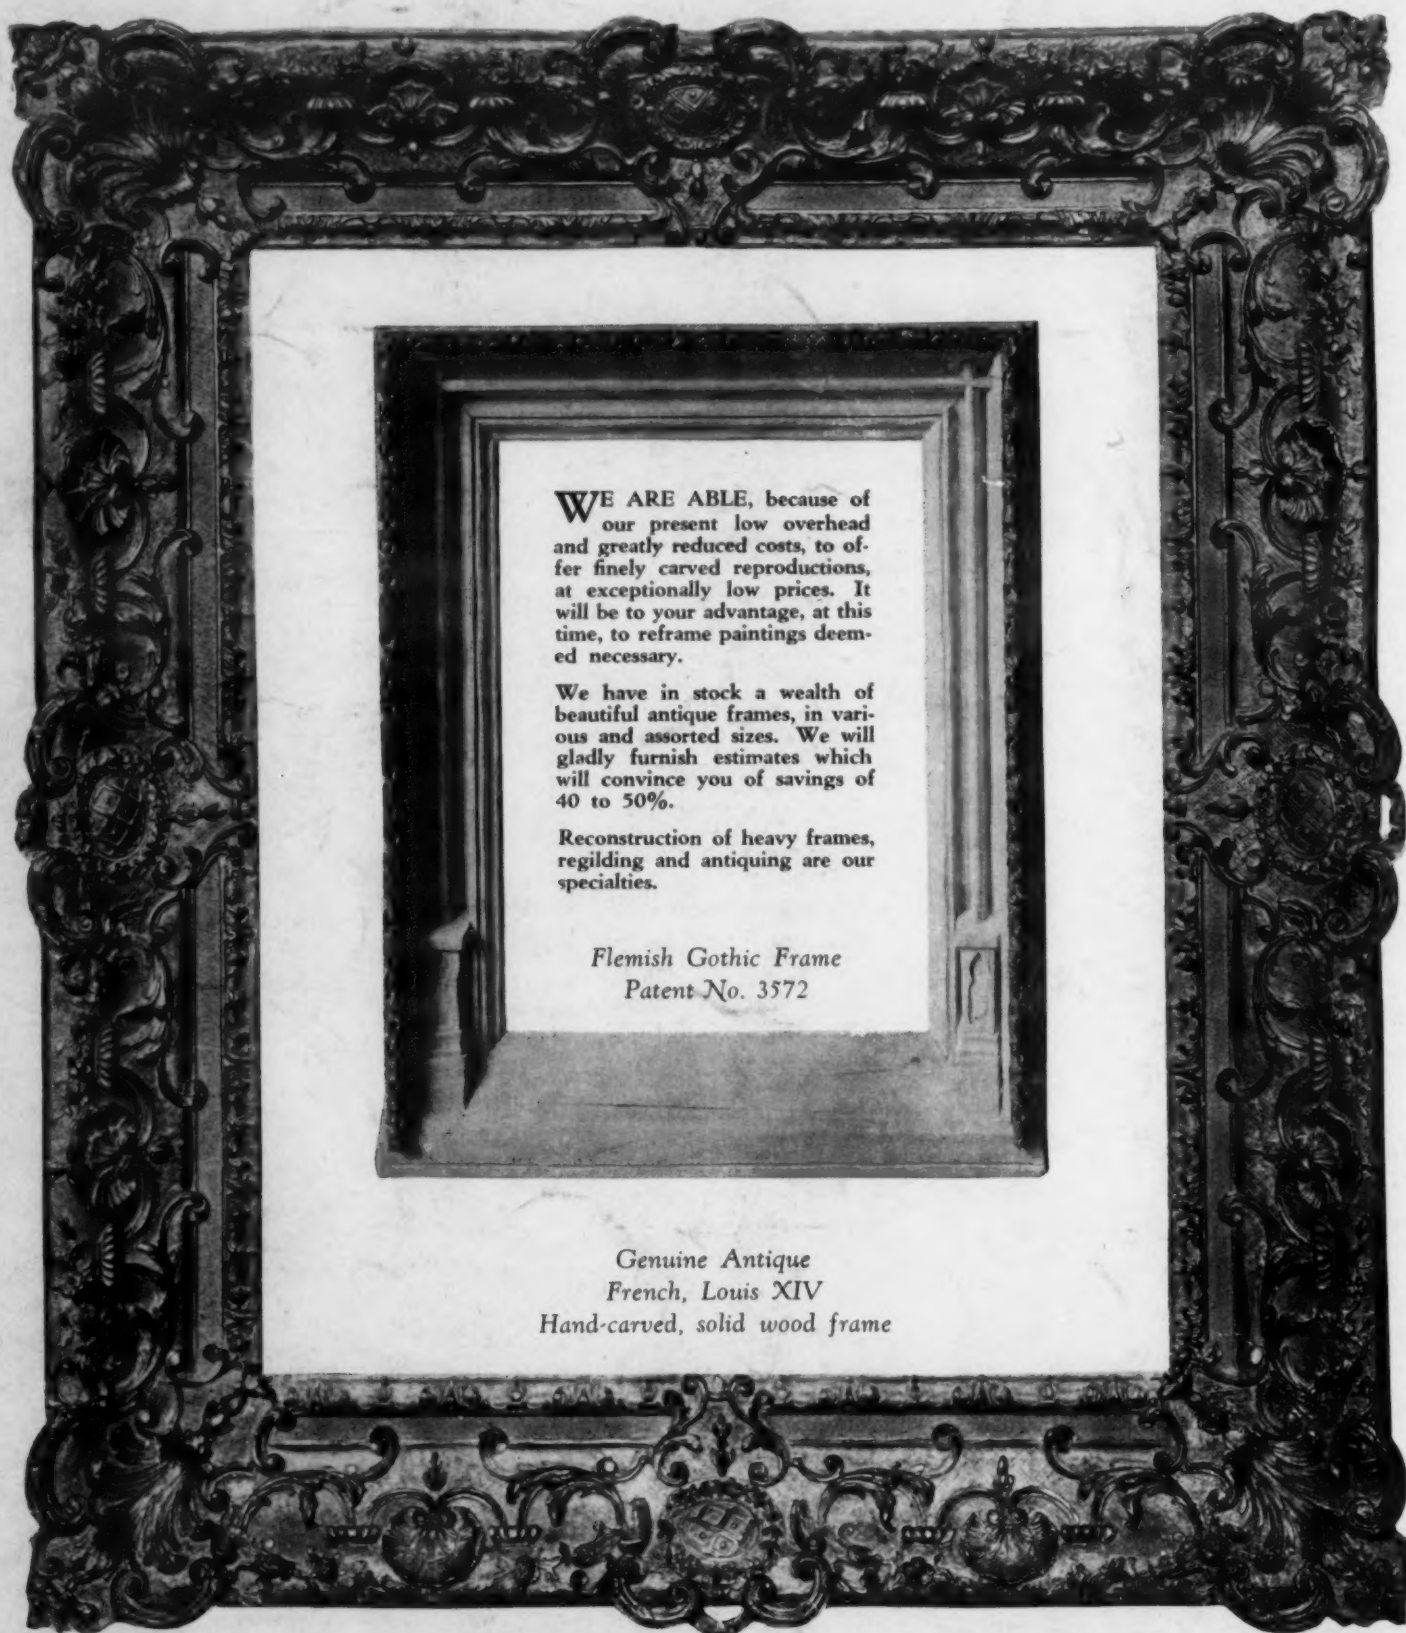 WE ARE ABLE, because of
our present low overhead
and greatly reduced costs, to of-
fer finely carved reproductions,
at exceptionally low prices. It
will be to your advantage, at this
time, to reframe paintings deem-
ed necessary.
We have in stock a wealth of
beautiful antique frames, in vari-
ous and assorted sizes. We will
gladly furnish estimates which
will convince you of savings of
40 to 50%.
Reconstruction of heavy frames,
regilding and antiquing are our
specialties.
Flemish Gothic Frame
Patent No. 3572
Genuine Antique
French, Louis XIV
Hand-carved, solid wood frame